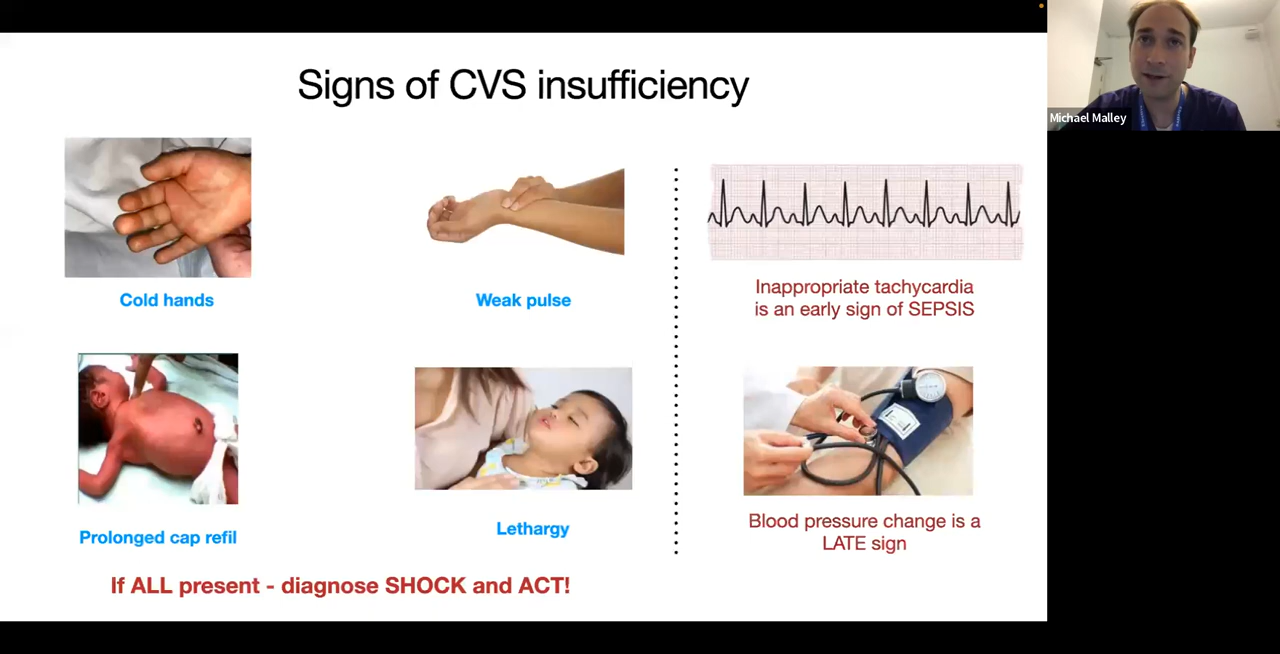 Signs of CVS insufficiency
Michael Malley
Cold hands
Weak pulse
Inappropriate tachycardia
is an early sign of SEPSIS
Prolonged cap refil
Lethargy
Blood pressure change is a
LATE sign
If ALL present - diagnose SHOCK and ACT!